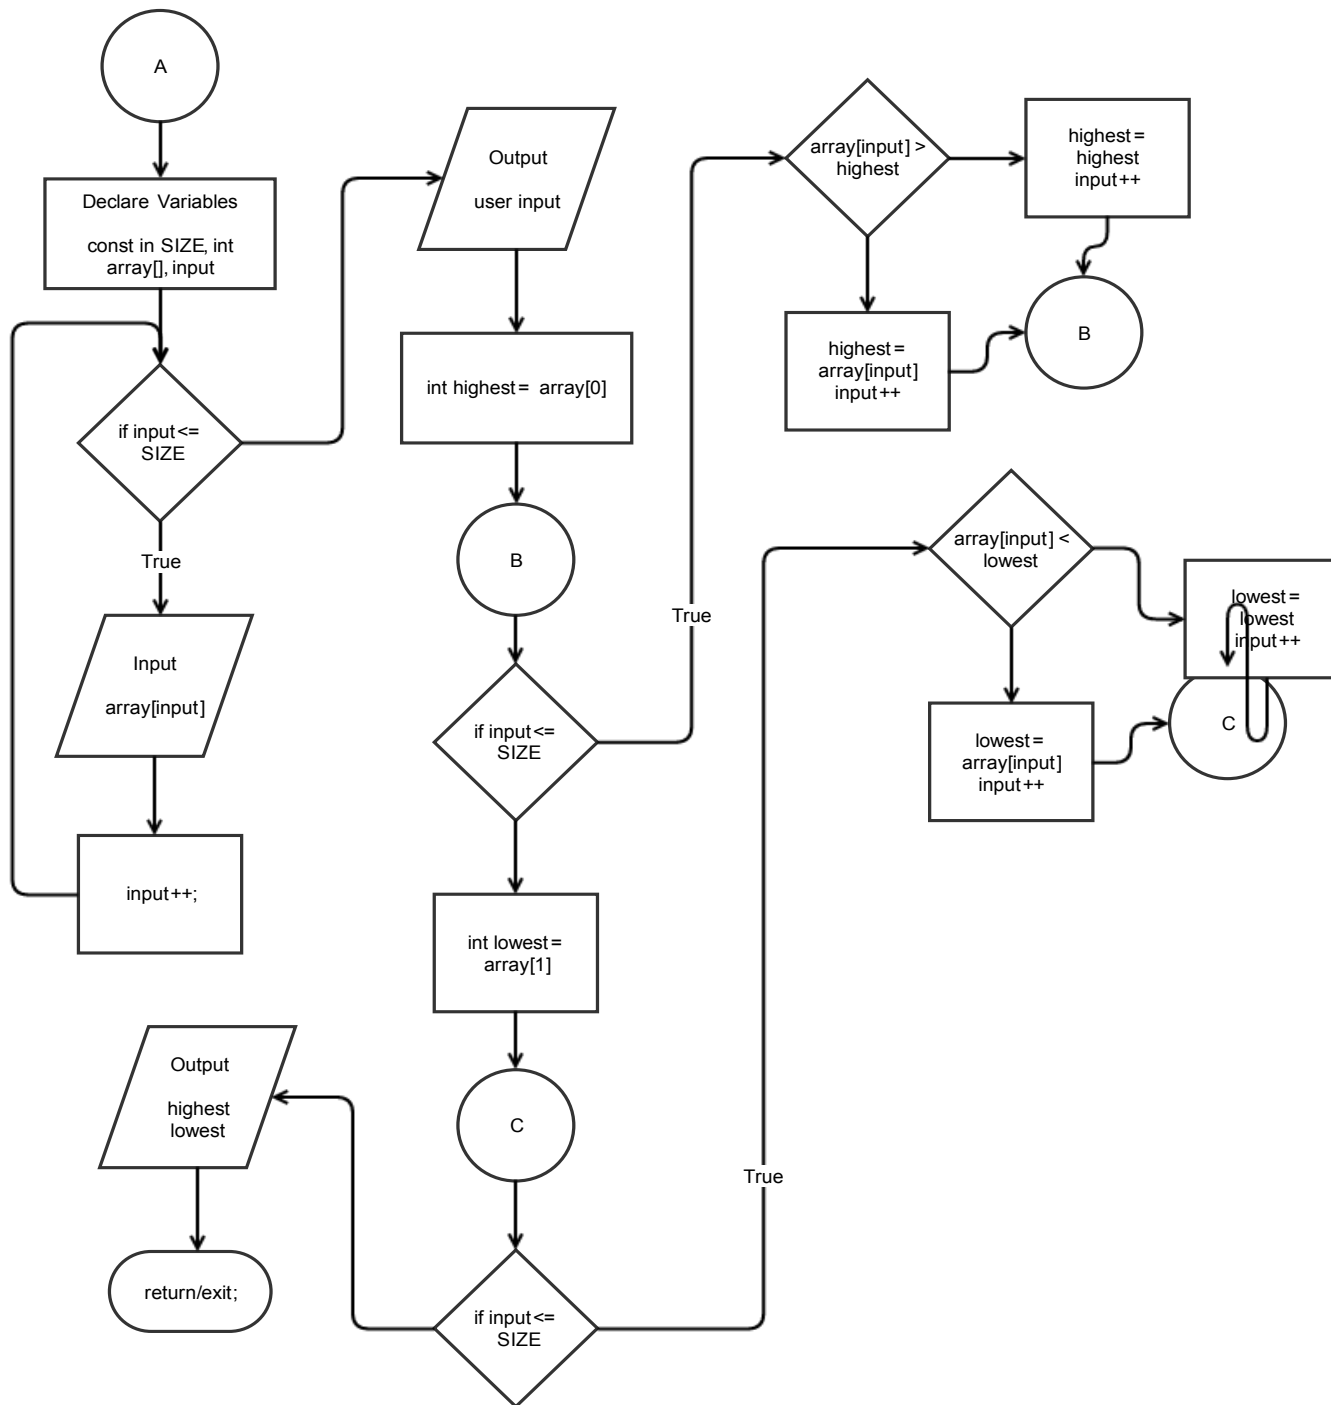 A
Declare Variables
const in SIZE, int
array[], input
if input<=
SIZE
True
Input
array[input]
input++;
Output
user input
int highest= array[0]
B
if input<=
SIZE
True
array[input] >
highest
highest=
highest
input++
highest=
array[input]
input++
B
int lowest=
array[1]
C
if input<=
SIZE
True
array[input] <
lowest
lowest=
lowest
input++
lowest=
array[input]
input++
C
Output
highest
lowest
return/exit;